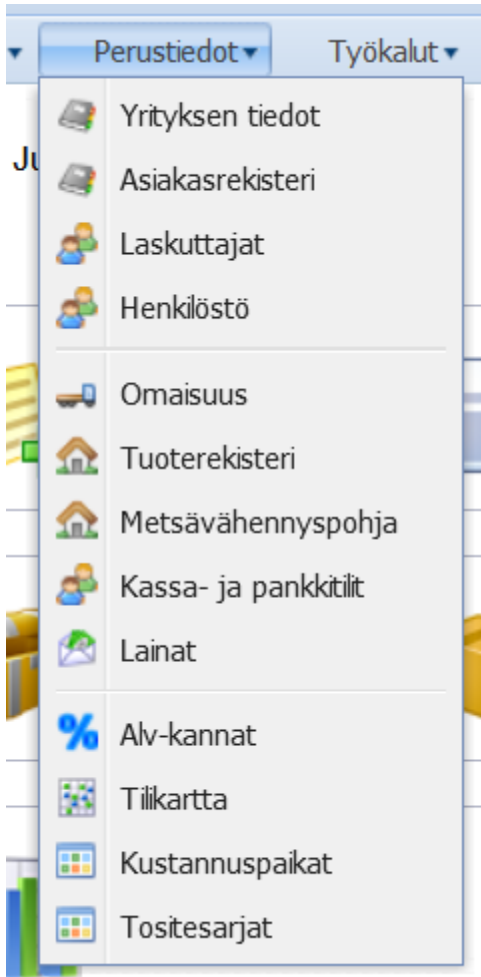 Perustiedot Työkalut
Yrityksen tiedot
Ju
Asiakasrekisteri
Laskuttajat
Henkilöstö
Omaisuus
Tuoterekisteri
Metsävähennyspohja
Kassa- ja pankkitilit
Lainat
% Alv-kannat
Tilikartta
Kustannuspaikat
Tositesarjat